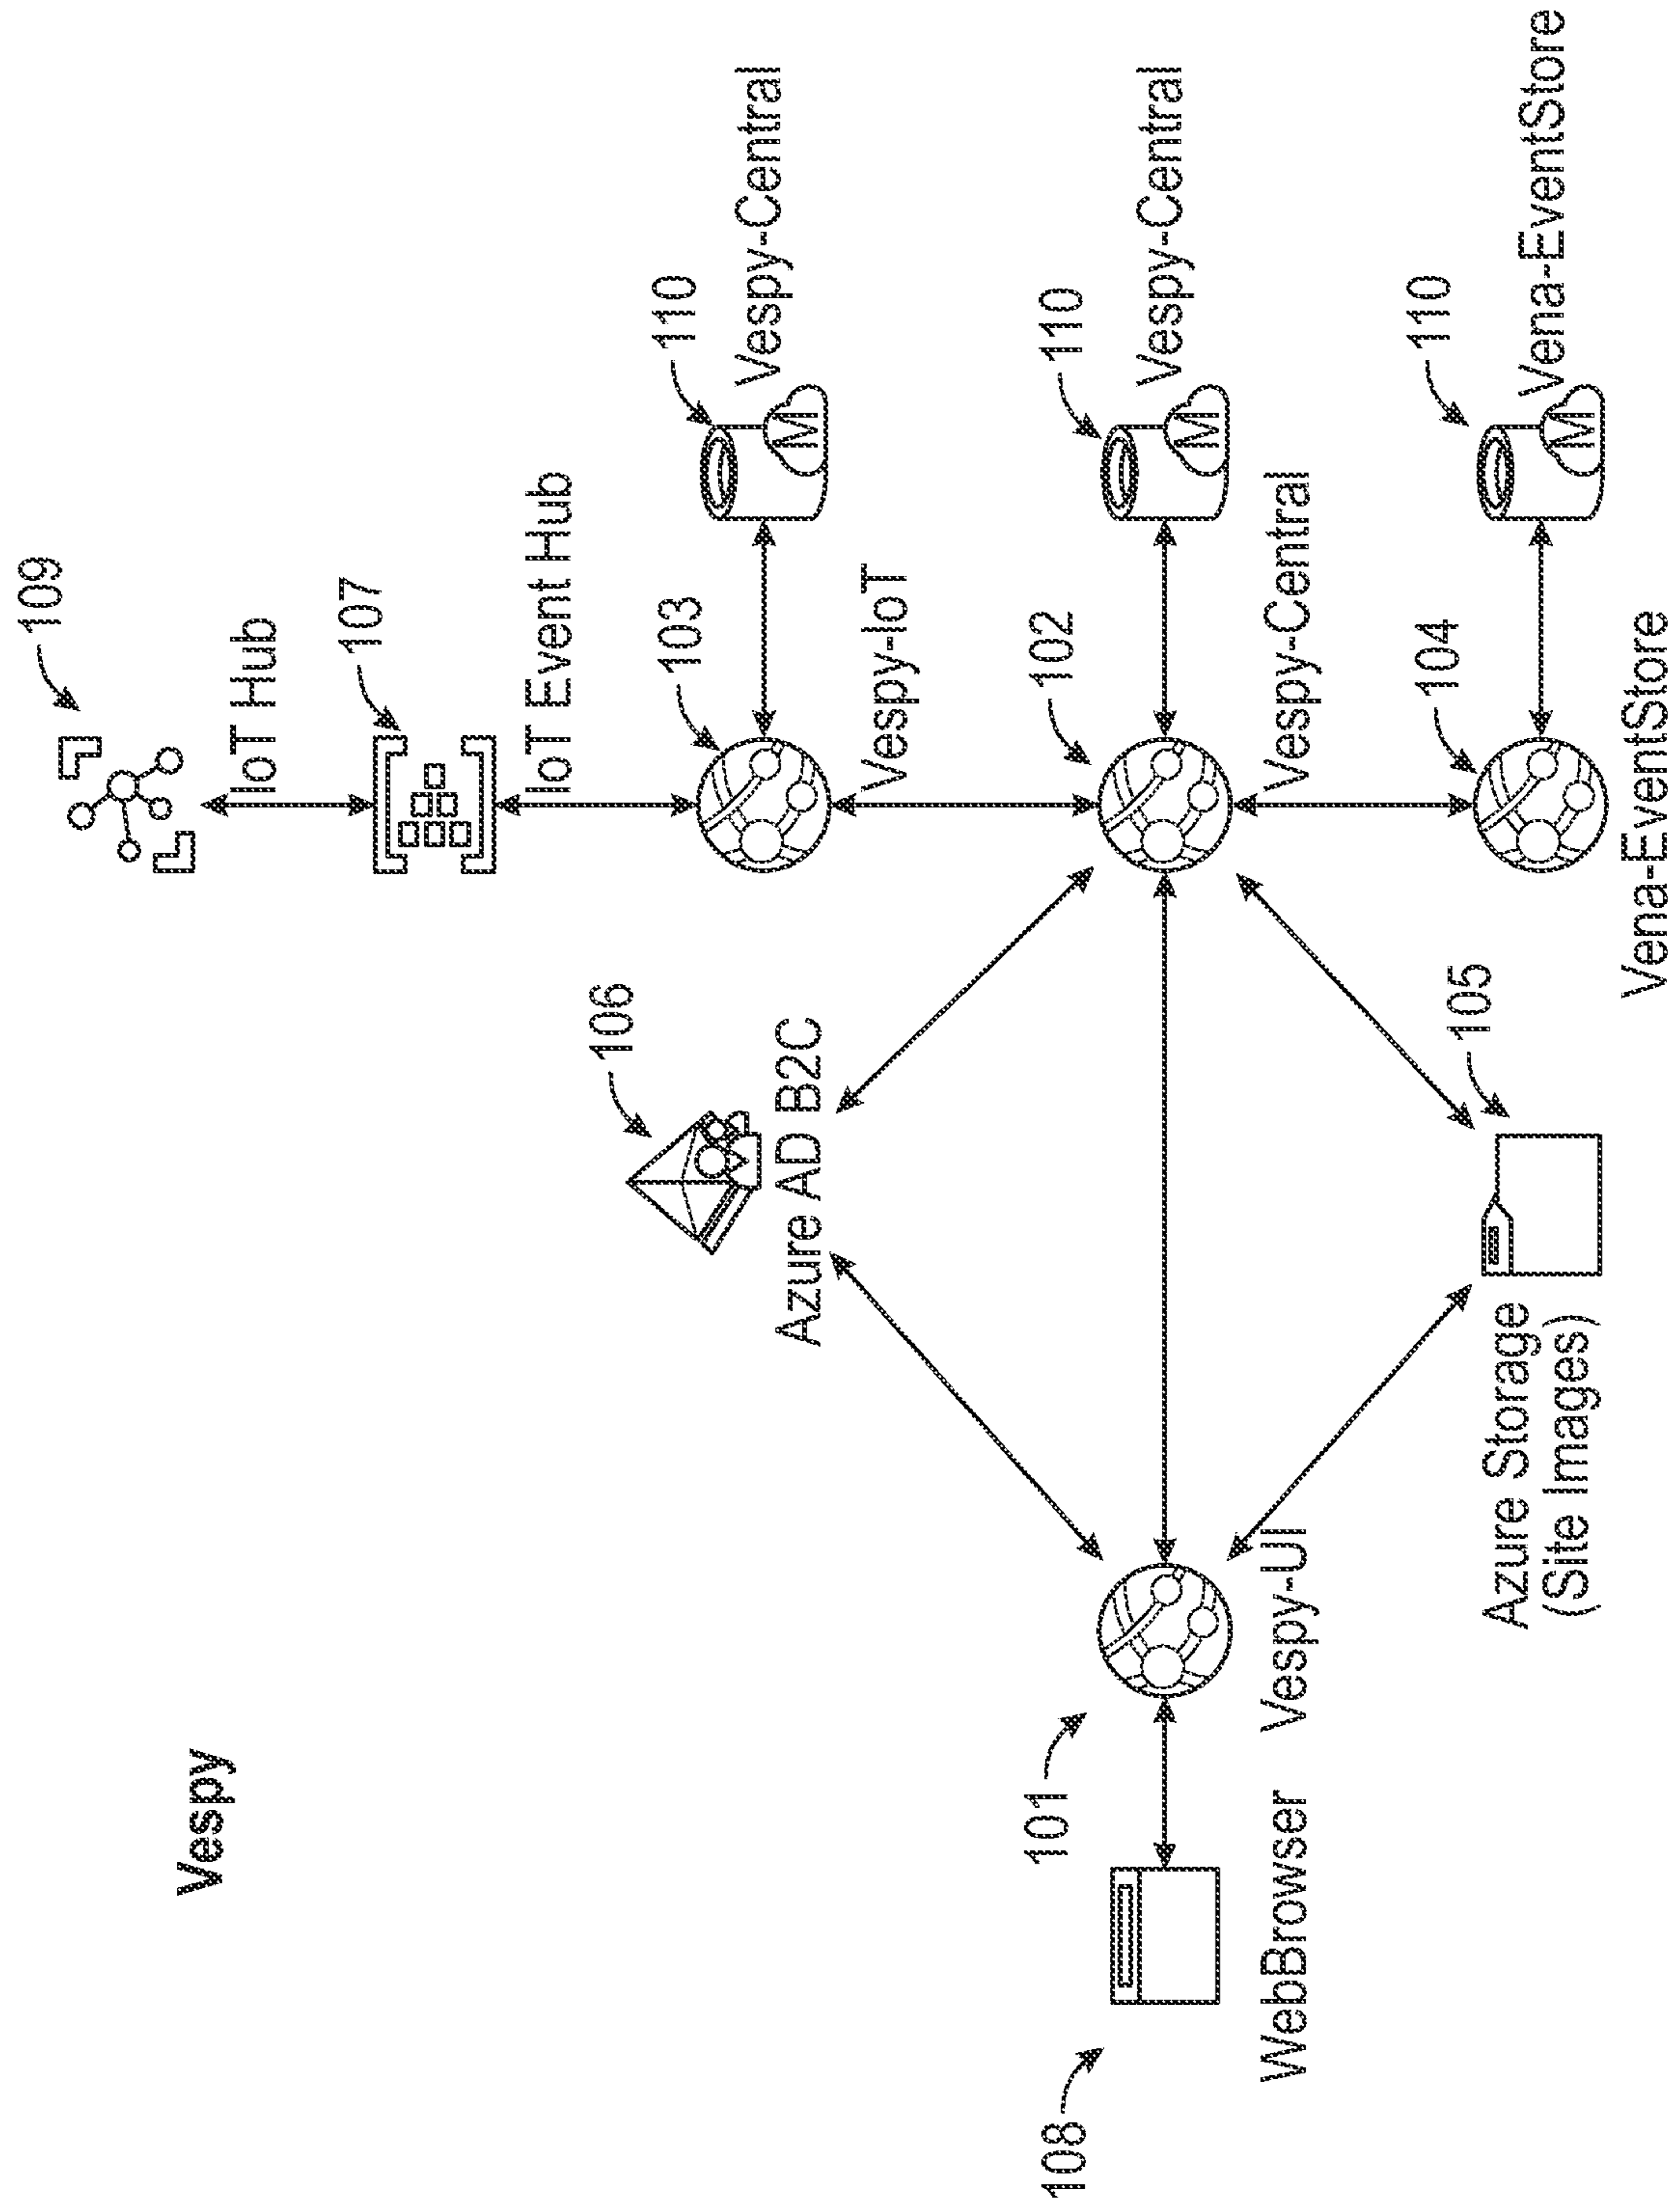 Vespy
109
IoT Hub
107
IoT Event Hub
106
Azure AD B2C
103
Vespy-IoT
110
M
Vespy-Central
108
WebBrowser
101
Vespy-UI
102
Vespy-Central
110
M
Vespy-Central
105
Azure Storage
(Site Images)
104
Vena-EventStore
110
M
Vena-EventStore